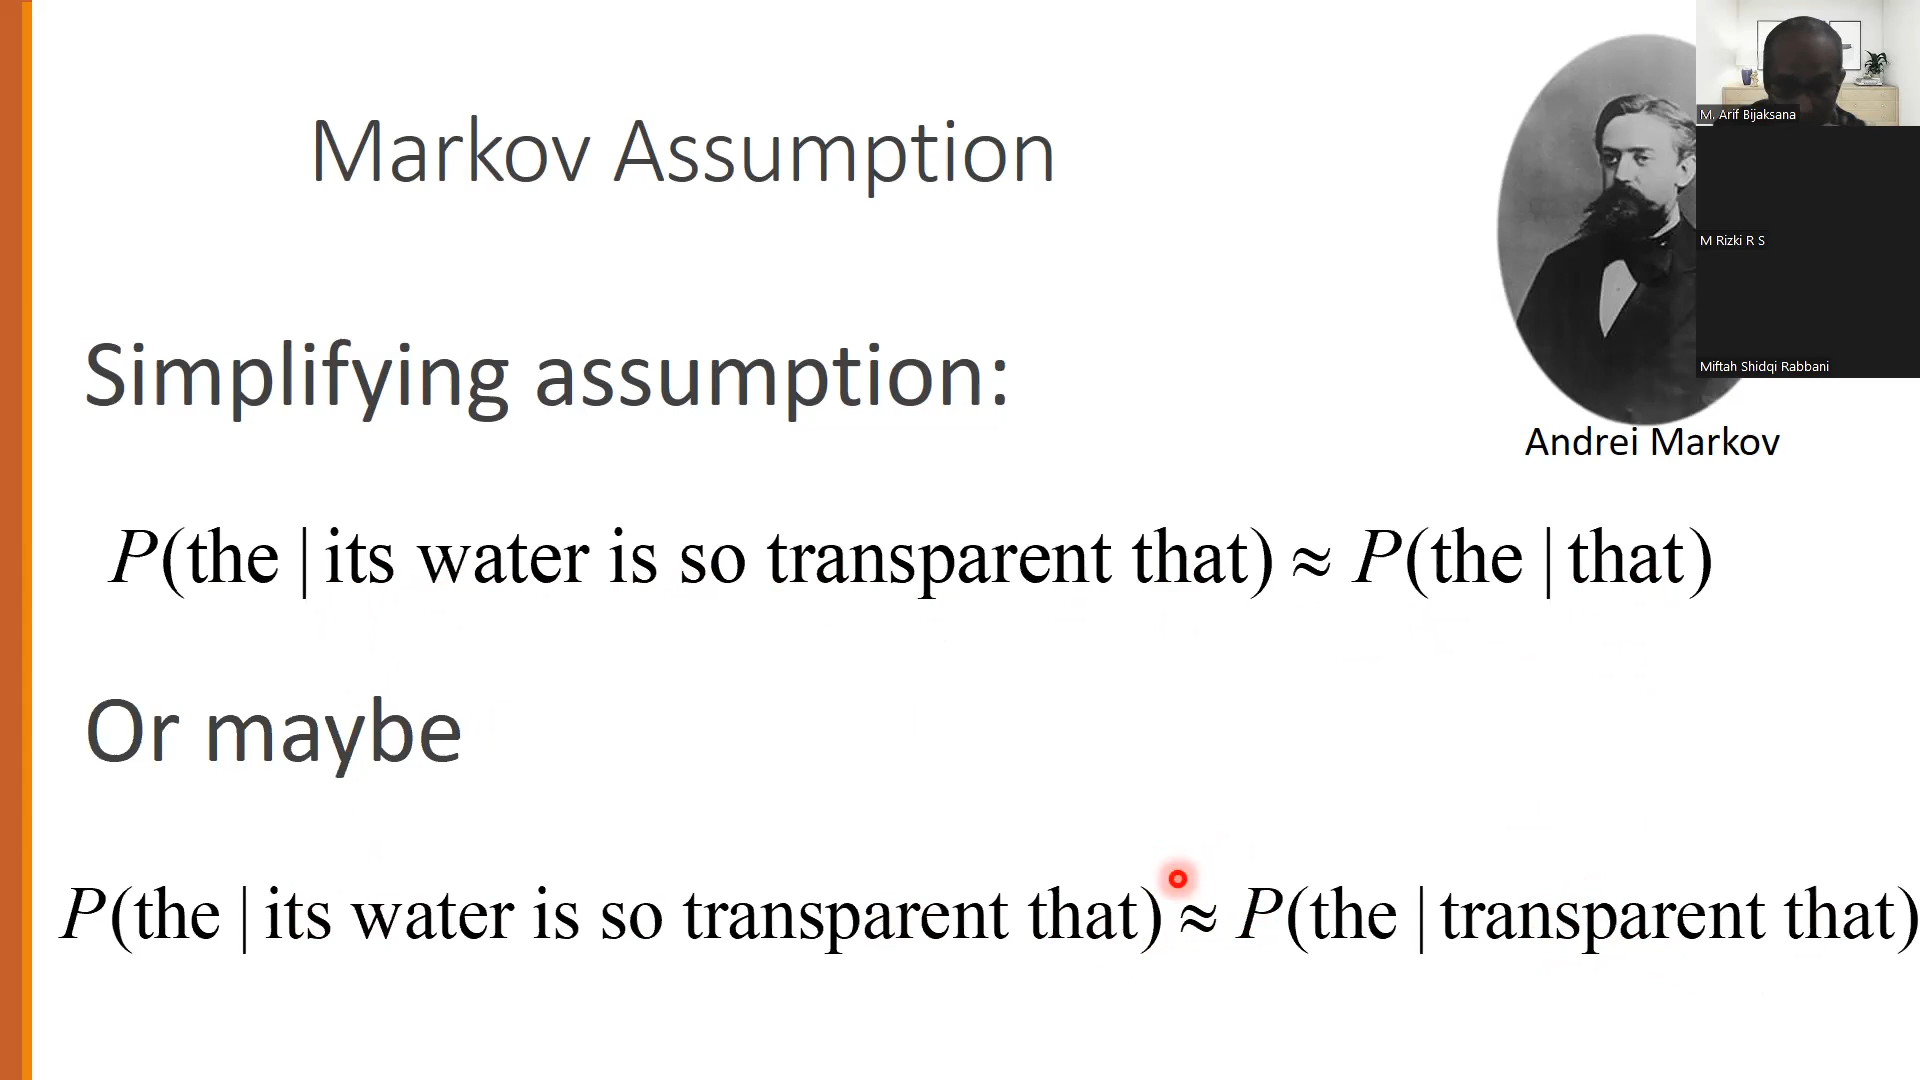 Markov Assumption
M. Arif Bijaksana
M Rizki R S
Miftah Shidqi Rabbani
Andrei Markov
Simplifying assumption:
P(the | its water is so transparent that) ≈ P(the | that)
Or maybe
P(the | its water is so transparent that) ≈ P(the | transparent that)